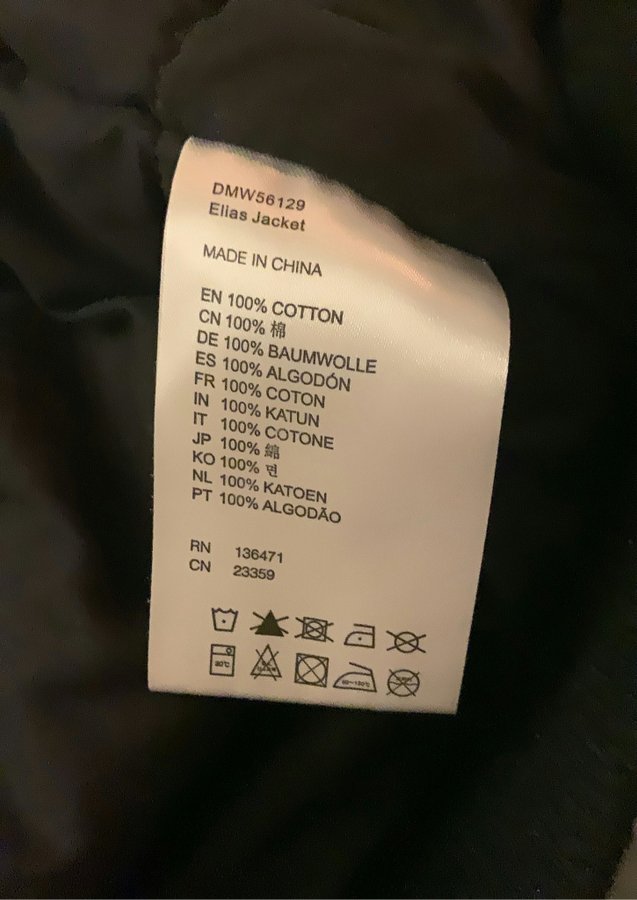 DMW56129
Elias Jacket
MADE IN CHINA
EN 100% COTTON
CN 100% 棉
DE 100% BAUMWOLLE
ES 100% ALGODÓN
FR 100% COTON
IN 100% KATUN
IT 100% COTONE
JP 100% 綿
KO 100% 면
NL 100% KATOEN
PT 100% ALGODÃO
RN 136471
CN 23359
30℃